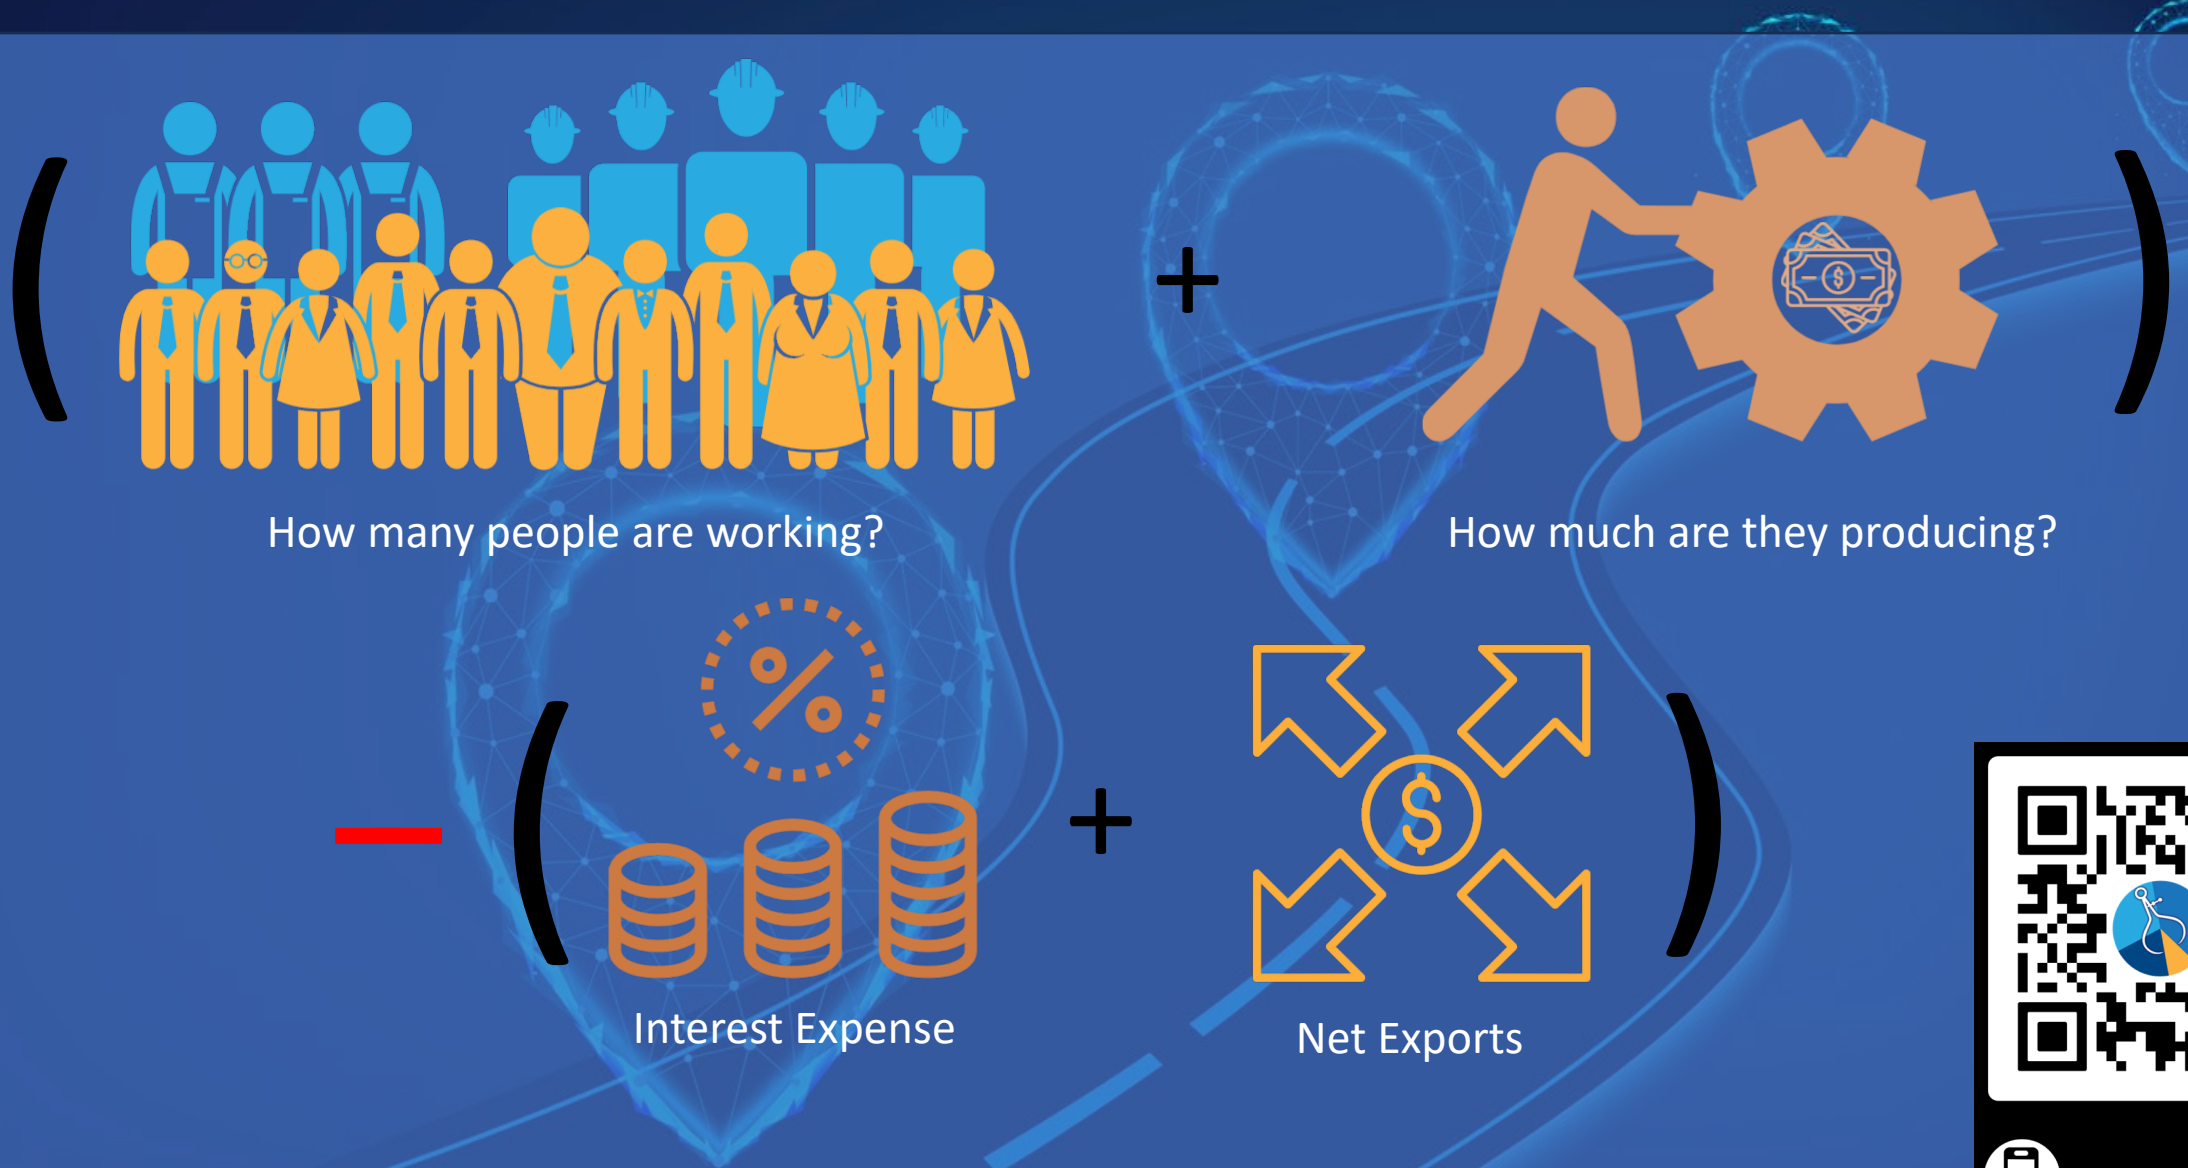 ( + )
How many people are working?
How much are they producing?
%
− ( + $ )
Interest Expense
Net Exports